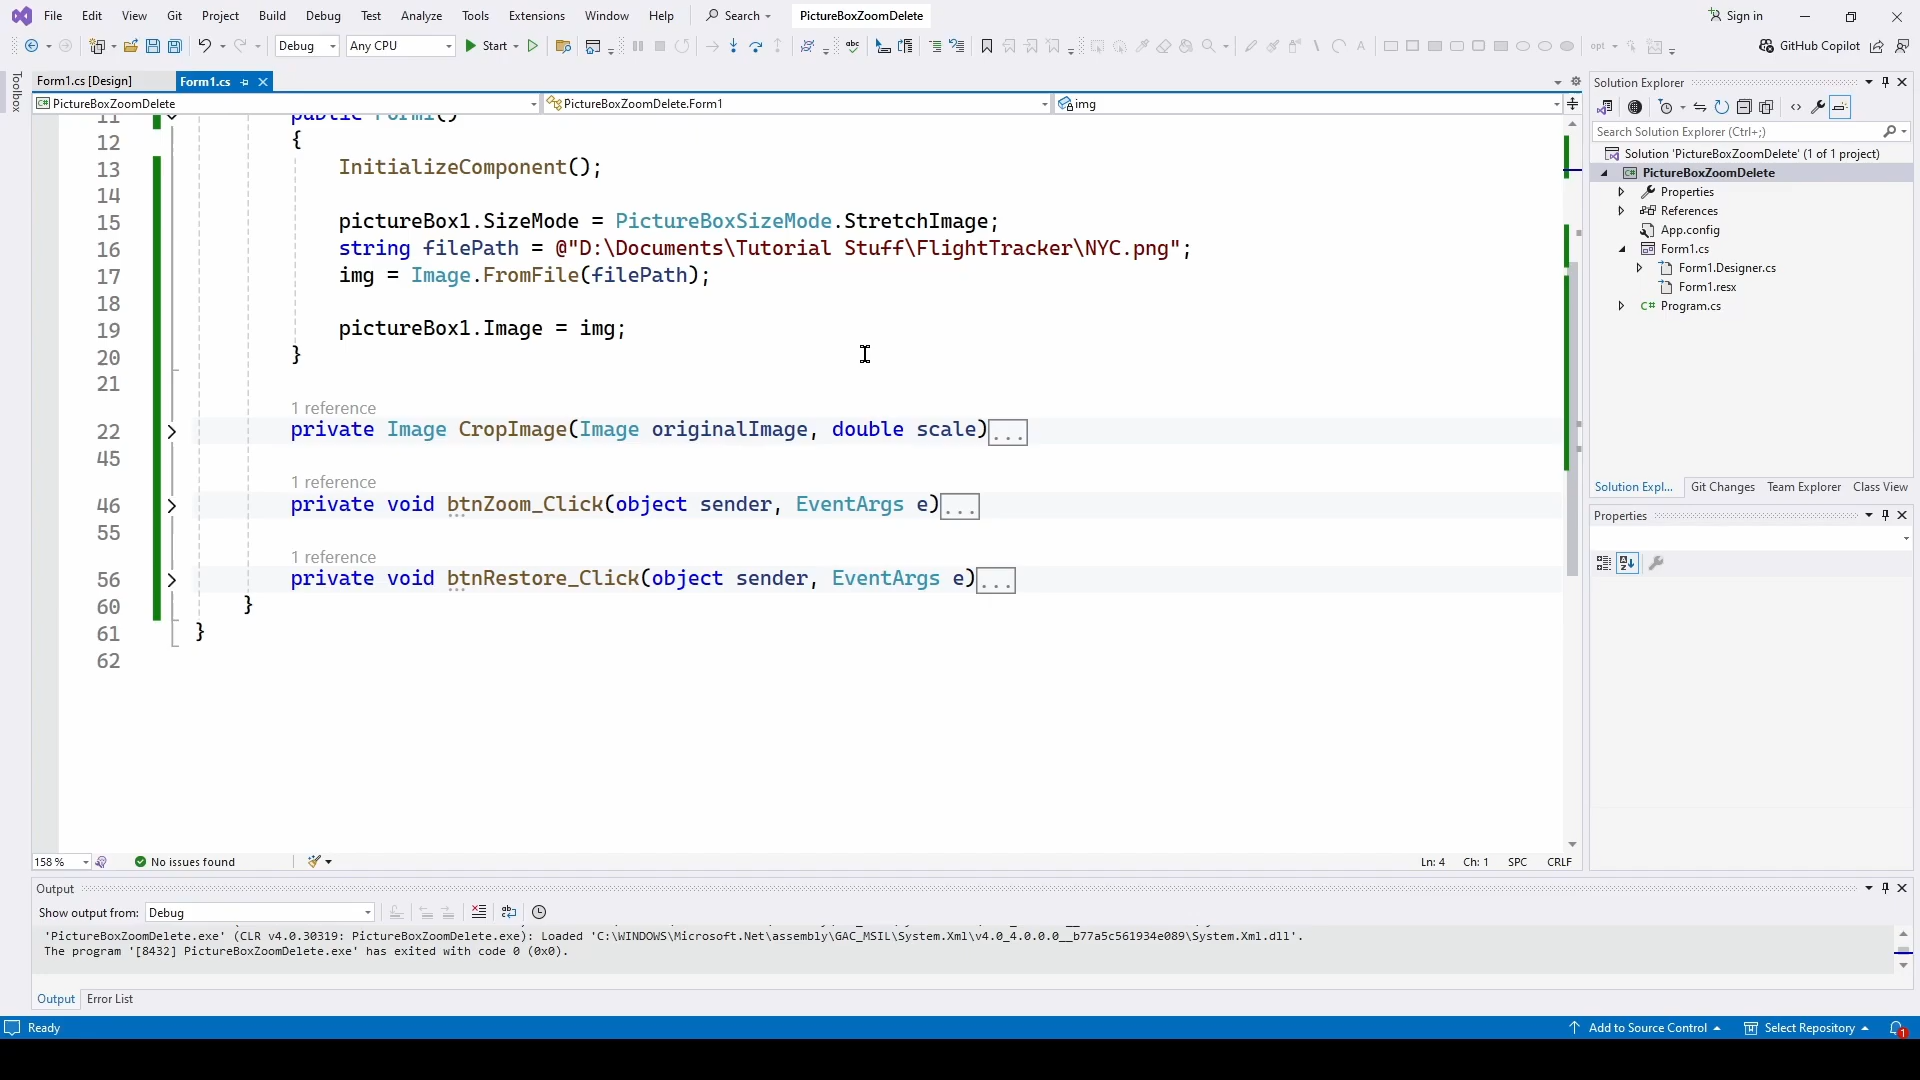 File Edit View Git Project Build Debug Test Analyze Tools Extensions Window Help Search PictureBoxZoomDelete Sign in
Debug Any CPU Start opt GitHub Copilot
Toolbox
Form1.cs [Design] Form1.cs
PictureBoxZoomDelete PictureBoxZoomDelete.Form1 img
11 public Form1()
12 {
13 InitializeComponent();
14
15 pictureBox1.SizeMode = PictureBoxSizeMode.StretchImage;
16 string filePath = @"D:\Documents\Tutorial Stuff\FlightTracker\NYC.png";
17 img = Image.FromFile(filePath);
18
19 pictureBox1.Image = img;
20 }
21
1 reference
22 private Image CropImage(Image originalImage, double scale)...
45
1 reference
46 private void btnZoom_Click(object sender, EventArgs e)...
55
1 reference
56 private void btnRestore_Click(object sender, EventArgs e)...
60 }
61 }
62
158 % No issues found Ln: 4 Ch: 1 SPC CRLF
Solution Explorer
Search Solution Explorer (Ctrl+;)
Solution 'PictureBoxZoomDelete' (1 of 1 project)
PictureBoxZoomDelete
Properties
References
App.config
Form1.cs
Form1.Designer.cs
Form1.resx
C# Program.cs
Solution Expl... Git Changes Team Explorer Class View
Properties
Output
Show output from: Debug
'PictureBoxZoomDelete.exe' (CLR v4.0.30319: PictureBoxZoomDelete.exe): Loaded 'C:\WINDOWS\Microsoft.Net\assembly\GAC_MSIL\System.Xml\v4.0_4.0.0.0__b77a5c561934e089\System.Xml.dll'.
The program '[8432] PictureBoxZoomDelete.exe' has exited with code 0 (0x0).
Output Error List
Ready Add to Source Control Select Repository 1